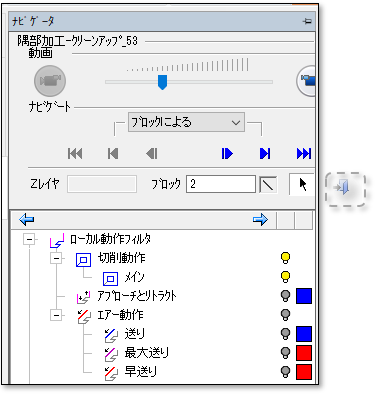 ナビゲータ
隅部加工-クリーンアップ_53
動画
ナビゲート
ブロックによる
Zレイヤ ブロック 2
ローカル動作フィルタ
切削動作
メイン
アプローチとリトラクト
エアー動作
送り
最大送り
早送り